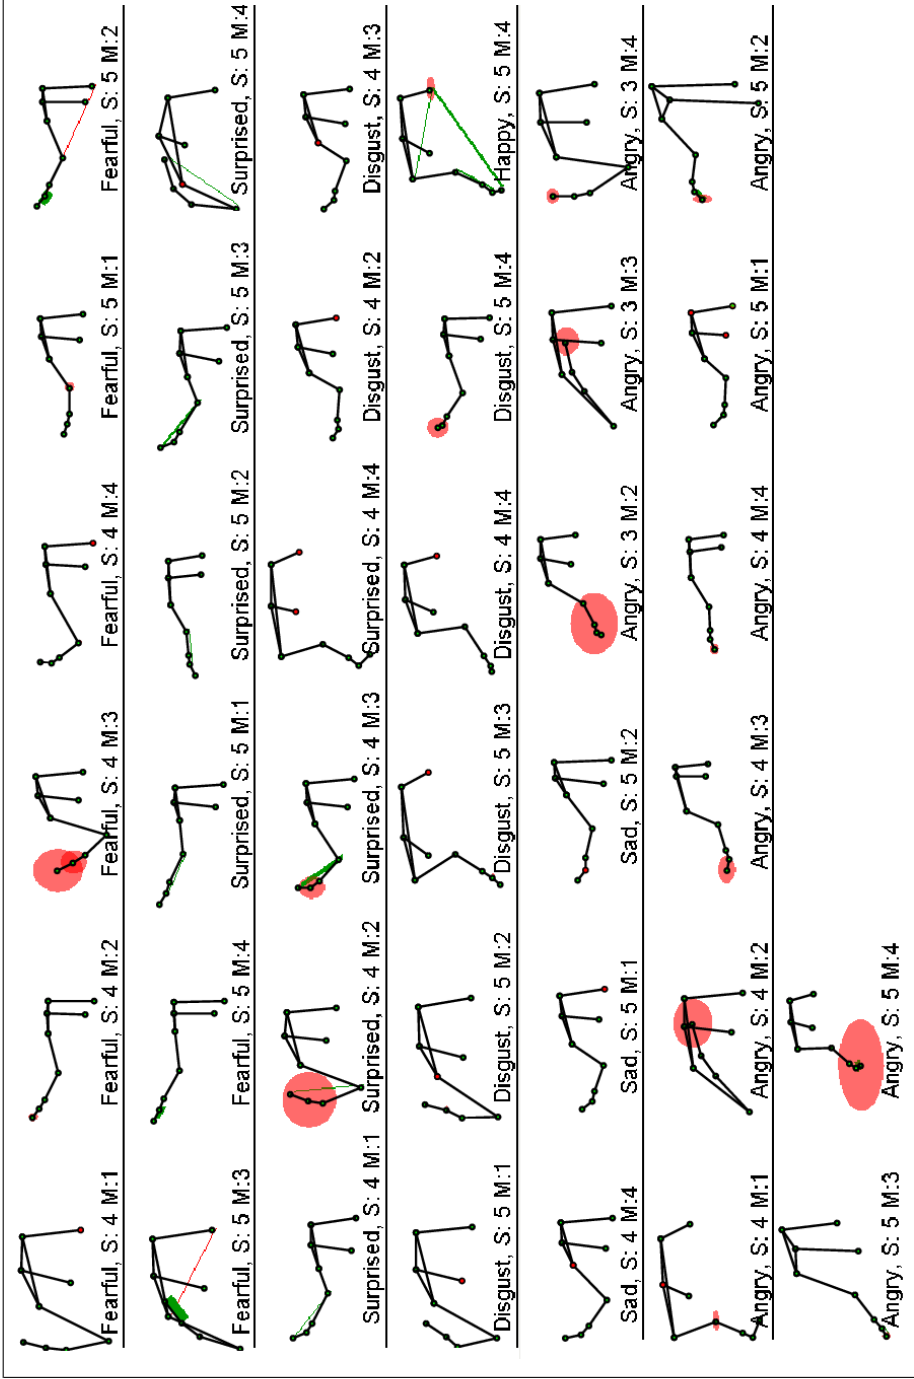 Fearful, S: 4 M:1
Fearful, S: 4 M:2
Fearful, S: 4 M:3
Fearful, S: 4 M:4
Fearful, S: 5 M:1
Fearful, S: 5 M:2
Fearful, S: 5 M:3
Fearful, S: 5 M:4
Surprised, S: 5 M:1
Surprised, S: 5 M:2
Surprised, S: 5 M:3
Surprised, S: 5 M:4
Surprised, S: 4 M:1
Surprised, S: 4 M:2
Surprised, S: 4 M:3
Surprised, S: 4 M:4
Disgust, S: 4 M:2
Disgust, S: 4 M:3
Disgust, S: 5 M:1
Disgust, S: 5 M:2
Disgust, S: 5 M:3
Disgust, S: 4 M:4
Disgust, S: 5 M:4
Happy, S: 5 M:4
Sad, S: 4 M:4
Sad, S: 5 M:1
Sad, S: 5 M:2
Angry, S: 3 M:2
Angry, S: 3 M:3
Angry, S: 3 M:4
Angry, S: 4 M:1
Angry, S: 4 M:2
Angry, S: 4 M:3
Angry, S: 4 M:4
Angry, S: 5 M:1
Angry, S: 5 M:2
Angry, S: 5 M:3
Angry, S: 5 M:4